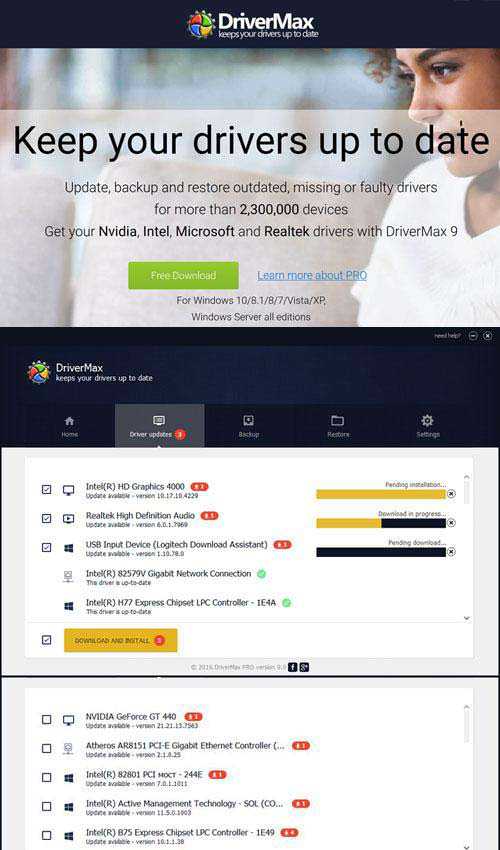 DriverMax
keeps your drivers up to date
Keep your drivers up to date
Update, backup and restore outdated, missing or faulty drivers
for more than 2,300,000 devices
Get your Nvidia, Intel, Microsoft and Realtek drivers with DriverMax 9
Free Download Learn more about PRO
For Windows 10/8.1/8/7/Vista/XP,
Windows Server all editions
need help?
DriverMax
keeps your drivers up to date
Home Driver updates 3 Backup Restore Settings
Intel(R) HD Graphics 4000 3
Update available - version 10.17.10.4229
Pending installation...
Realtek High Definition Audio 1
Update available - version 6.0.1.7969
Download in progress...
USB Input Device (Logitech Download Assistant) 1
Update available - version 1.10.78.0
Pending download...
Intel(R) 82579V Gigabit Network Connection
This driver is up-to-date
Intel(R) H77 Express Chipset LPC Controller - 1E4A
This driver is up-to-date
DOWNLOAD AND INSTALL 3
© 2016 DriverMax PRO version 9.0
NVIDIA GeForce GT 440 1
Update available - version 21.21.13.7563
Atheros AR8151 PCI-E Gigabit Ethernet Controller (... 1
Update available - version 2.1.0.25
Intel(R) 82801 PCI мост - 244E 1
Update available - version 7.0.1.1011
Intel(R) Active Management Technology - SOL (CO... 1
Update available - version 11.5.0.1003
Intel(R) B75 Express Chipset LPC Controller - 1E49 4
Update available - version 10.1.1.38